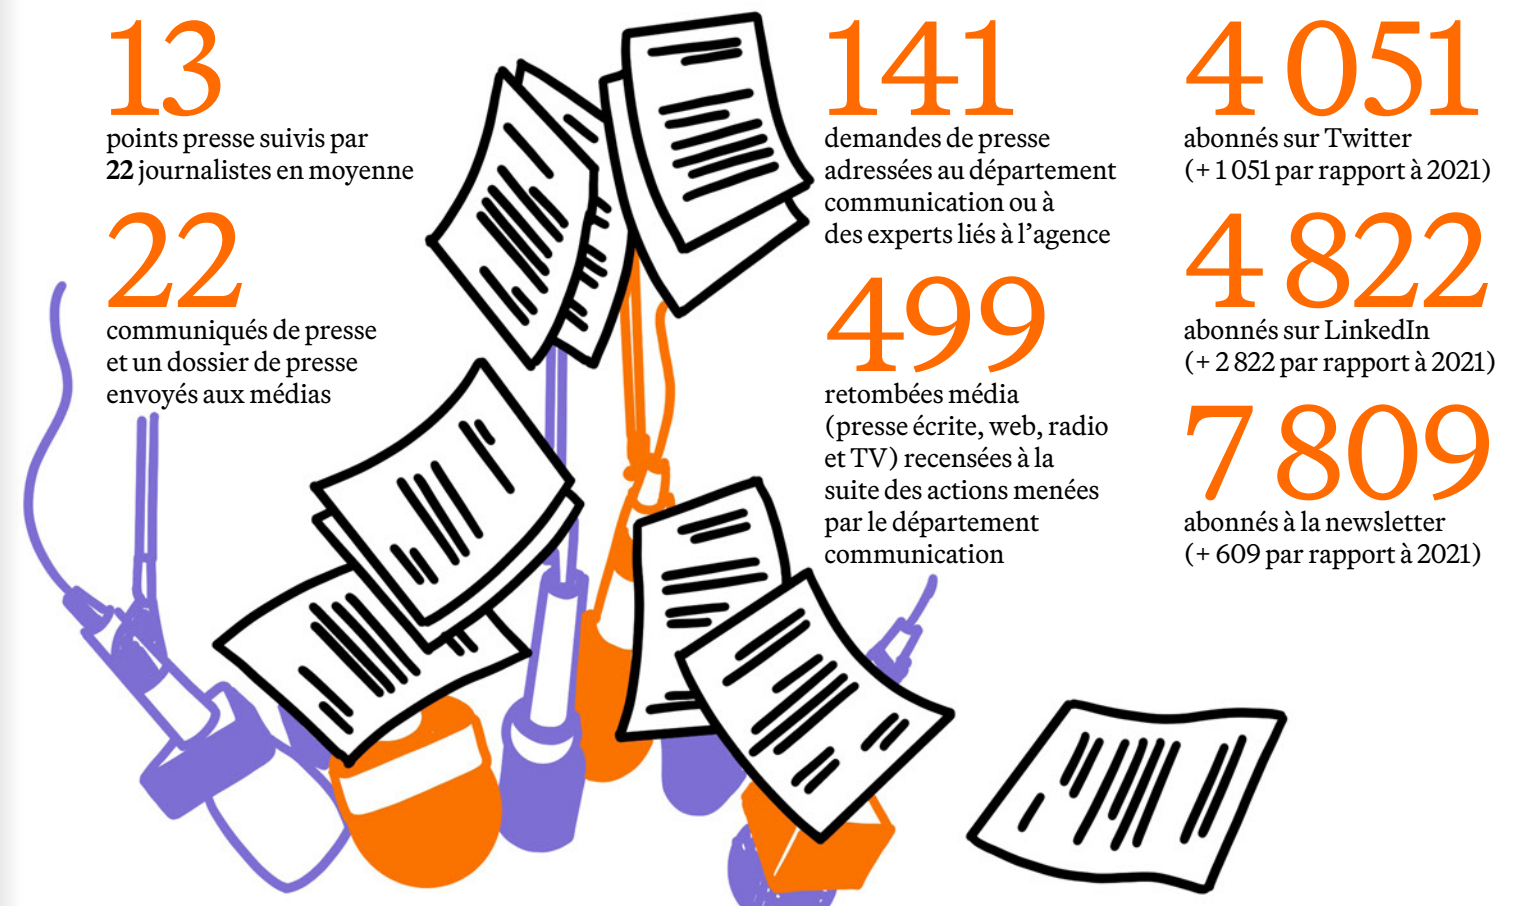 13
points presse suivis par
22 journalistes en moyenne
22
communiqués de presse
et un dossier de presse
envoyés aux médias
141
demandes de presse
adressées au département
communication ou à
des experts liés à l’agence
499
retombées média
(presse écrite, web, radio
et TV) recensées à la
suite des actions menées
par le département
communication
4 051
abonnés sur Twitter
(+ 1 051 par rapport à 2021)
4 822
abonnés sur LinkedIn
(+ 2 822 par rapport à 2021)
7 809
abonnés à la newsletter
(+ 609 par rapport à 2021)